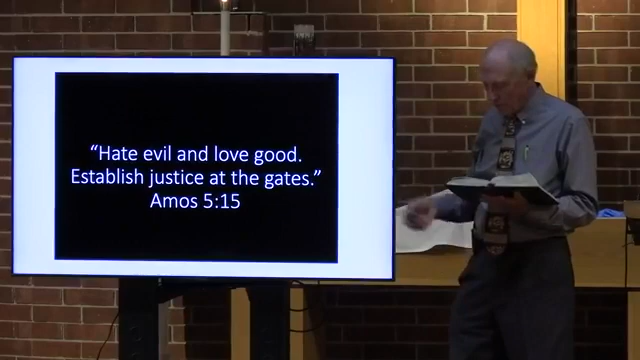 “Hate evil and love good.
Establish justice at the gates.”
Amos 5:15